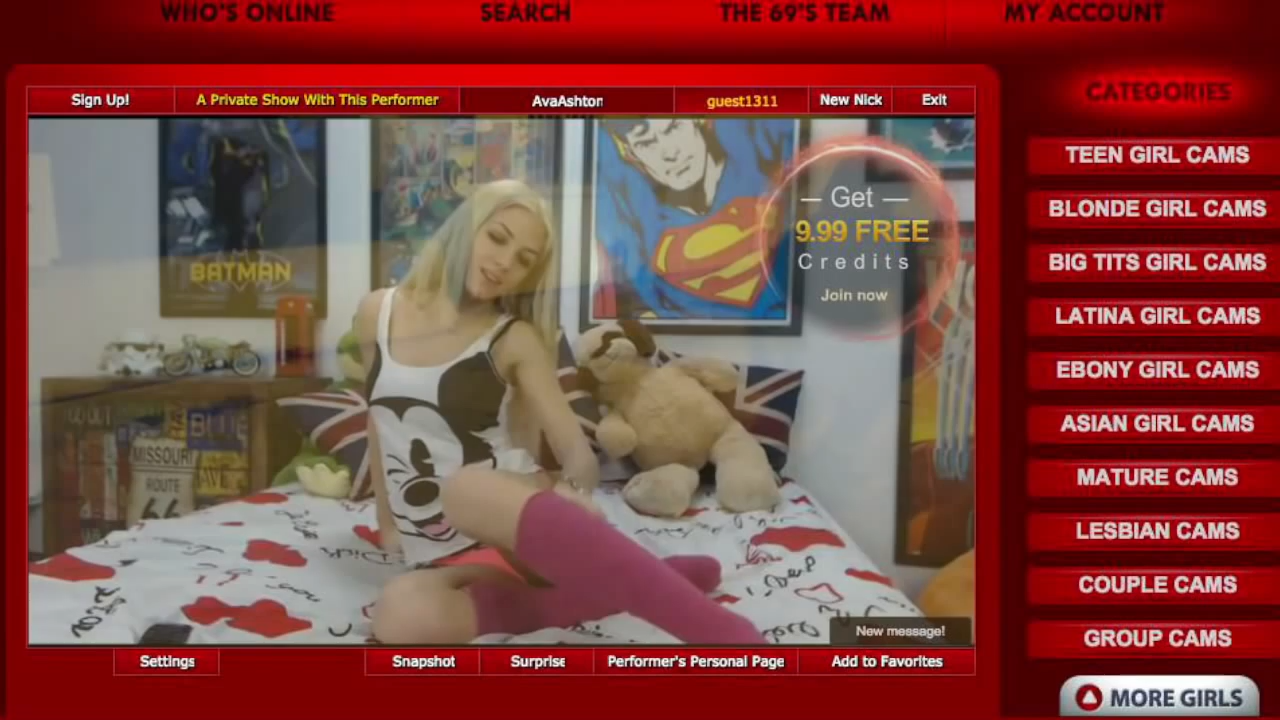 WHO'S ONLINE
SEARCH
THE 69'S TEAM
MY ACCOUNT
Sign Up!
A Private Show With This Performer
AvaAshton
guest1311
New Nick
Exit
CATEGORIES
TEEN GIRL CAMS
BLONDE GIRL CAMS
BIG TITS GIRL CAMS
LATINA GIRL CAMS
EBONY GIRL CAMS
ASIAN GIRL CAMS
MATURE CAMS
LESBIAN CAMS
COUPLE CAMS
GROUP CAMS
MORE GIRLS
— Get —
9.99 FREE
Credits
Join now
BATMAN
BLUE
MISSOURI
ROUTE
66
AVE
New message!
Settings
Snapshot
Surprise
Performer's Personal Page
Add to Favorites